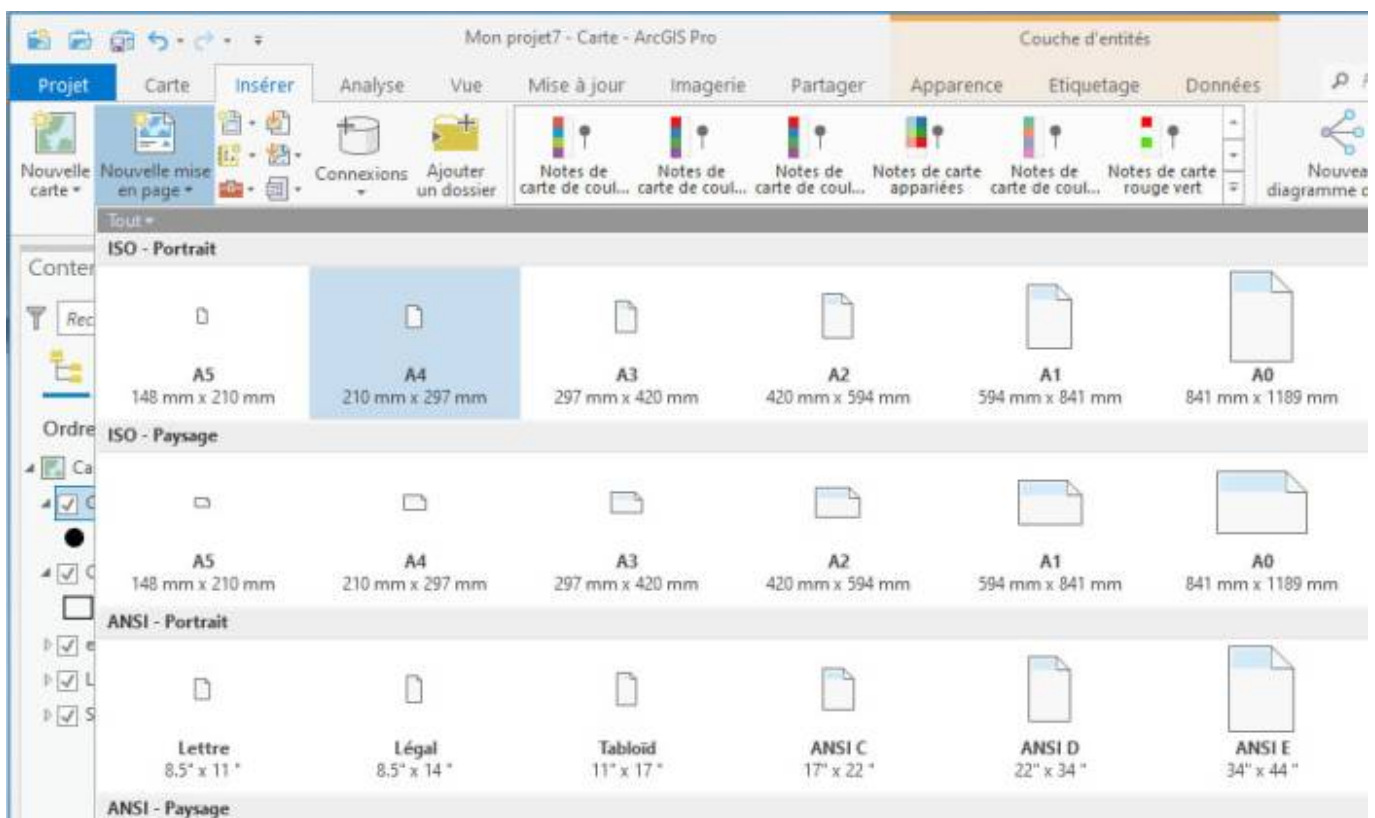 Mon projet7 - Carte - ArcGIS Pro
Couche d'entités
Projet Carte Insérer Analyse Vue Mise à jour Imagerie Partager Apparence Etiquetage Données
Nouvelle carte
Nouvelle mise en page
Connexions
Ajouter un dossier
Notes de carte de coul...
Notes de carte de coul...
Notes de carte de coul...
Notes de carte appariées
Notes de carte de coul...
Notes de carte rouge vert
Nouvea
diagramme d
Tout
Conter
Rec
Ordre
Ca
C
C
e
L
S
ISO - Portrait
A5 A4 A3 A2 A1 A0
148 mm x 210 mm 210 mm x 297 mm 297 mm x 420 mm 420 mm x 594 mm 594 mm x 841 mm 841 mm x 1189 mm
ISO - Paysage
A5 A4 A3 A2 A1 A0
148 mm x 210 mm 210 mm x 297 mm 297 mm x 420 mm 420 mm x 594 mm 594 mm x 841 mm 841 mm x 1189 mm
ANSI - Portrait
Lettre Légal Tabloïd ANSI C ANSI D ANSI E
8.5" x 11 " 8.5" x 14 " 11" x 17 " 17" x 22 " 22" x 34 " 34" x 44 "
ANSI - Paysage